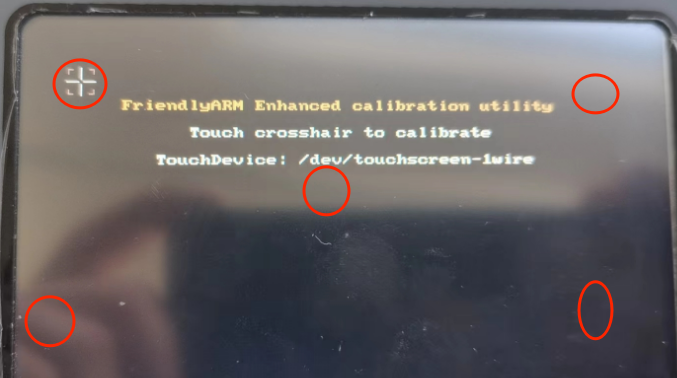 FriendlyARM Enhanced calibration utility
Touch crosshair to calibrate
TouchDevice: /dev/touchscreen-1wire